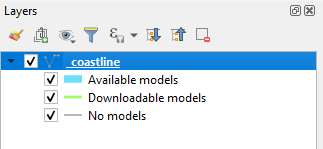 Layers
_coastline
Available models
Downloadable models
No models